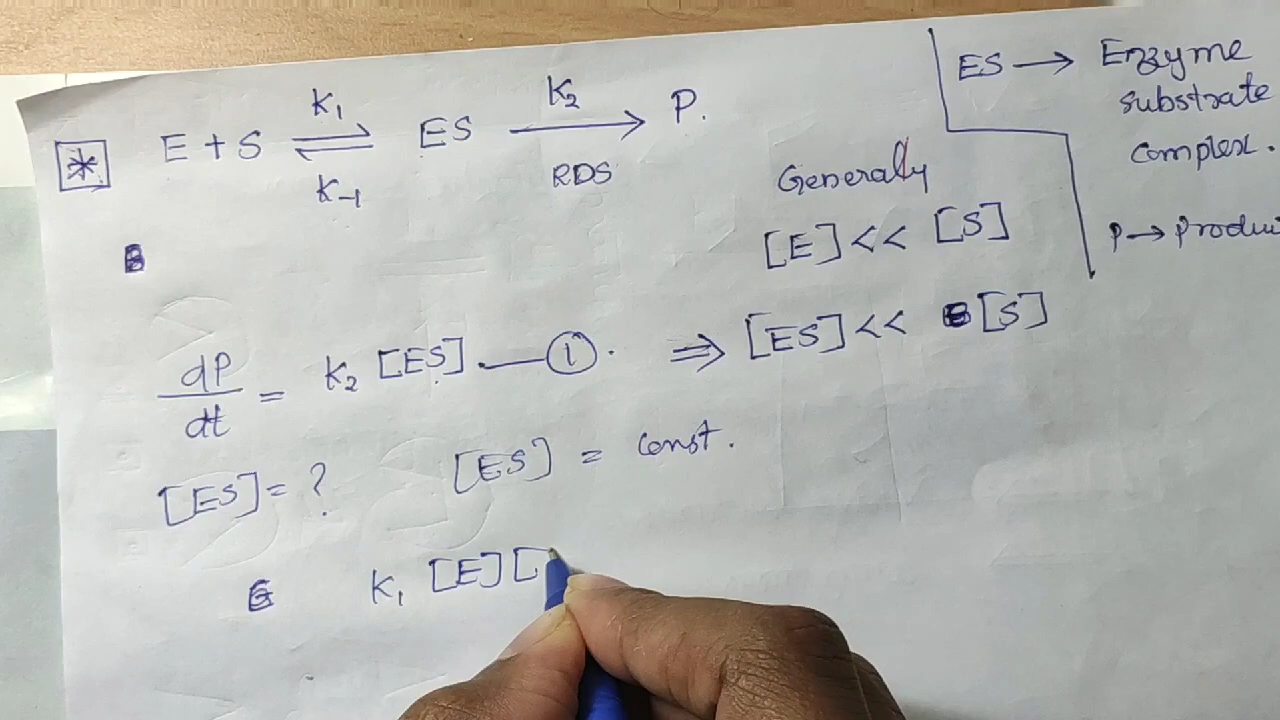 ES → Enzyme
substrate
complex.
P → Produ
K1 K2
* E + S ⇌ ES → P.
K-1 RDS
Generally
[E] << [S]
dP/dt = K2 [ES]. — ① . ⇒ [ES] << [S]
[ES] = ? [ES] = const.
K1 [E] [